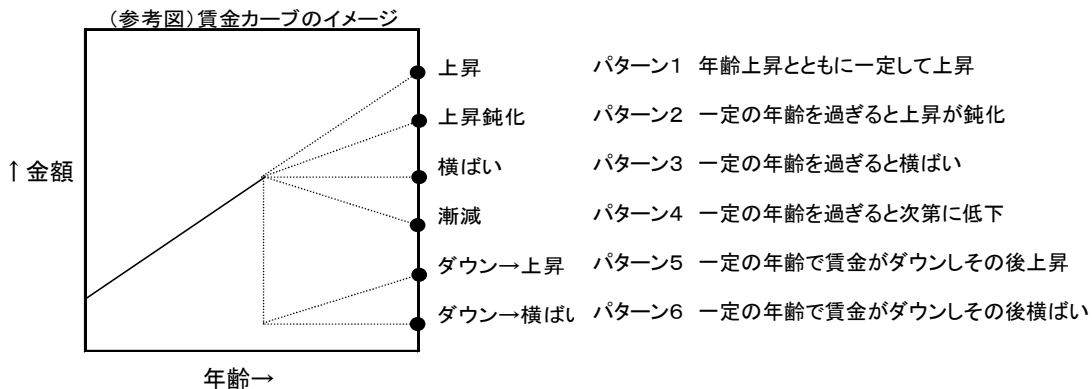 (参考図)賃金カーブのイメージ
上昇 パターン1 年齢上昇とともに一定して上昇
上昇鈍化 パターン2 一定の年齢を過ぎると上昇が鈍化
↑金額
横ばい パターン3 一定の年齢を過ぎると横ばい
漸減 パターン4 一定の年齢を過ぎると次第に低下
ダウン→上昇 パターン5 一定の年齢で賃金がダウンしその後上昇
ダウン→横ばい パターン6 一定の年齢で賃金がダウンしその後横ばい
年齢→